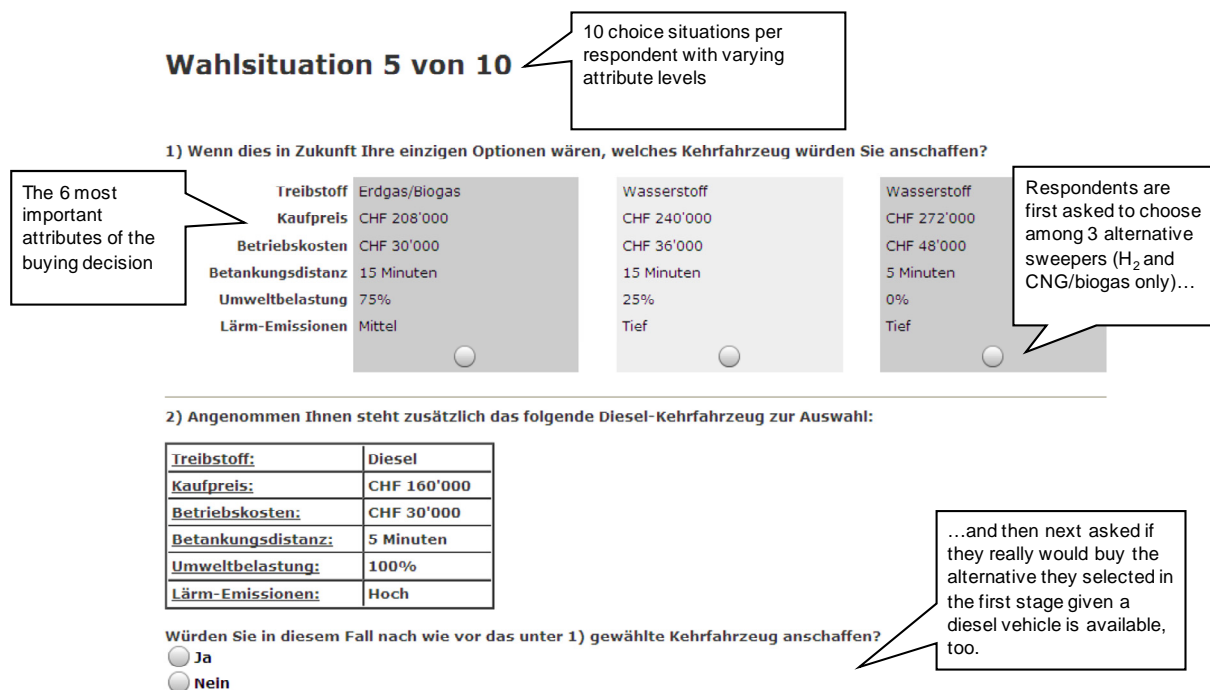 Wahlsituation 5 von 10
10 choice situations per
respondent with varying
attribute levels
1) Wenn dies in Zukunft Ihre einzigen Optionen wären, welches Kehrfahrzeug würden Sie anschaffen?
The 6 most
important
attributes of the
buying decision
Treibstoff Erdgas/Biogas Wasserstoff Wasserstoff
Kaufpreis CHF 208'000 CHF 240'000 CHF 272'000
Betriebskosten CHF 30'000 CHF 36'000 CHF 48'000
Betankungsdistanz 15 Minuten 15 Minuten 5 Minuten
Umweltbelastung 75% 25% 0%
Lärm-Emissionen Mittel Tief Tief
Respondents are
first asked to choose
among 3 alternative
sweepers (H₂ and
CNG/biogas only)…
2) Angenommen Ihnen steht zusätzlich das folgende Diesel-Kehrfahrzeug zur Auswahl:
Treibstoff: Diesel
Kaufpreis: CHF 160'000
Betriebskosten: CHF 30'000
Betankungsdistanz: 5 Minuten
Umweltbelastung: 100%
Lärm-Emissionen: Hoch
…and then next asked if
they really would buy the
alternative they selected in
the first stage given a
diesel vehicle is available,
too.
Würden Sie in diesem Fall nach wie vor das unter 1) gewählte Kehrfahrzeug anschaffen?
Ja
Nein